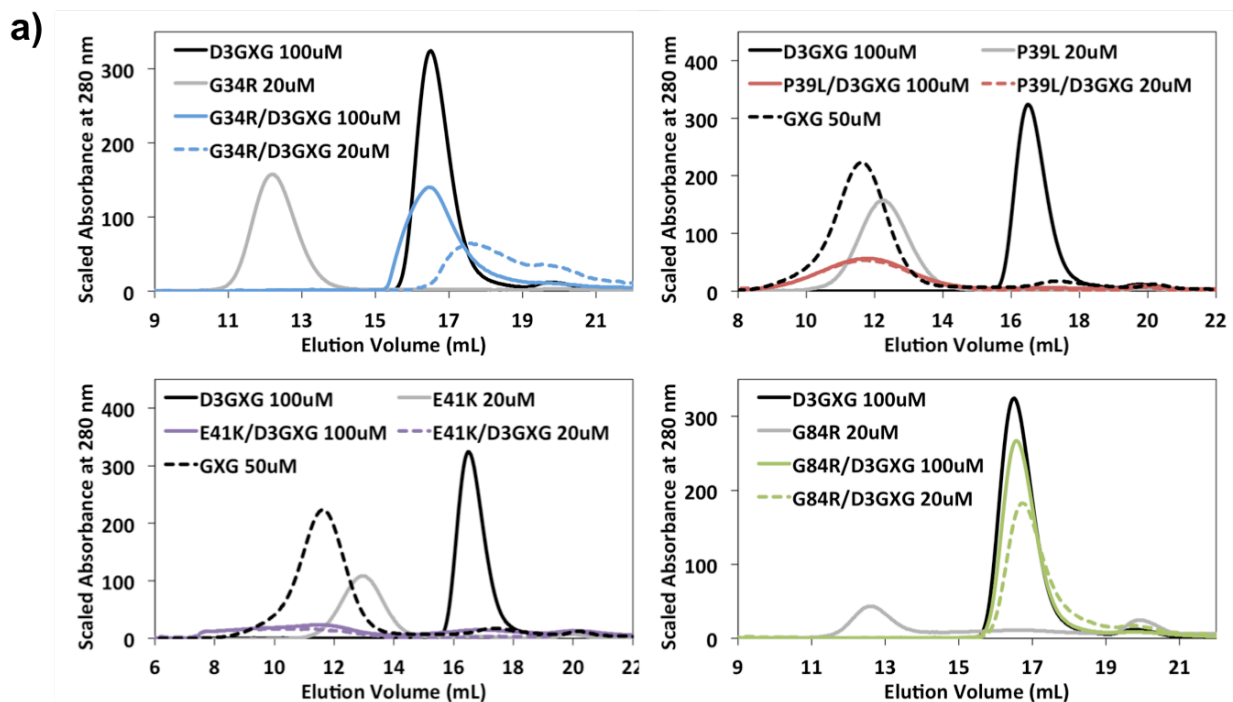 a)
Scaled Absorbance at 280 nm
300
200
100
0
D3GXG 100uM
G34R 20uM
G34R/D3GXG 100uM
G34R/D3GXG 20uM
9 11 13 15 17 19 21
Elution Volume (mL)
Scaled Absorbance at 280 nm
400
300
200
100
0
D3GXG 100uM P39L 20uM
P39L/D3GXG 100uM P39L/D3GXG 20uM
GXG 50uM
8 10 12 14 16 18 20 22
Elution Volume (mL)
Scaled Absorbance at 280 nm
400
300
200
100
0
D3GXG 100uM E41K 20uM
E41K/D3GXG 100uM E41K/D3GXG 20uM
GXG 50uM
6 8 10 12 14 16 18 20 22
Elution Volume (mL)
Scaled Absorbance at 280 nm
300
200
100
0
D3GXG 100uM
G84R 20uM
G84R/D3GXG 100uM
G84R/D3GXG 20uM
9 11 13 15 17 19 21
Elution Volume (mL)